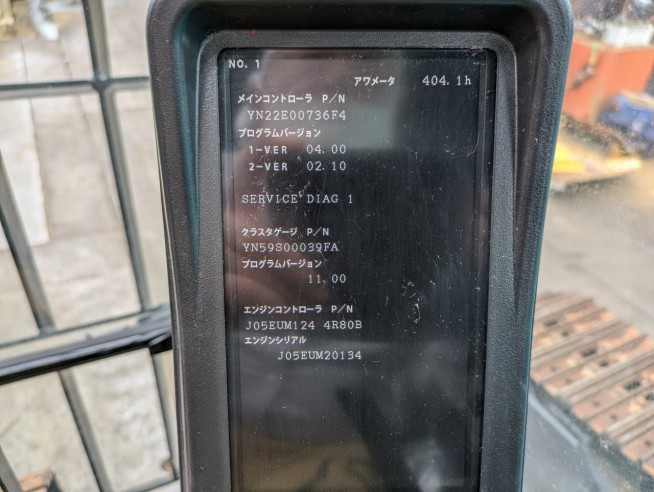 NO. 1
アワメータ 404.1h
メインコントローラ P/N
YN22E00736F4
プログラムバージョン
1-VER 04.00
2-VER 02.10
SERVICE DIAG 1
クラスタゲージ P/N
YN59S00039FA
プログラムバージョン
11.00
エンジンコントローラ P/N
J05EUM124 4R80B
エンジンシリアル
J05EUM20134